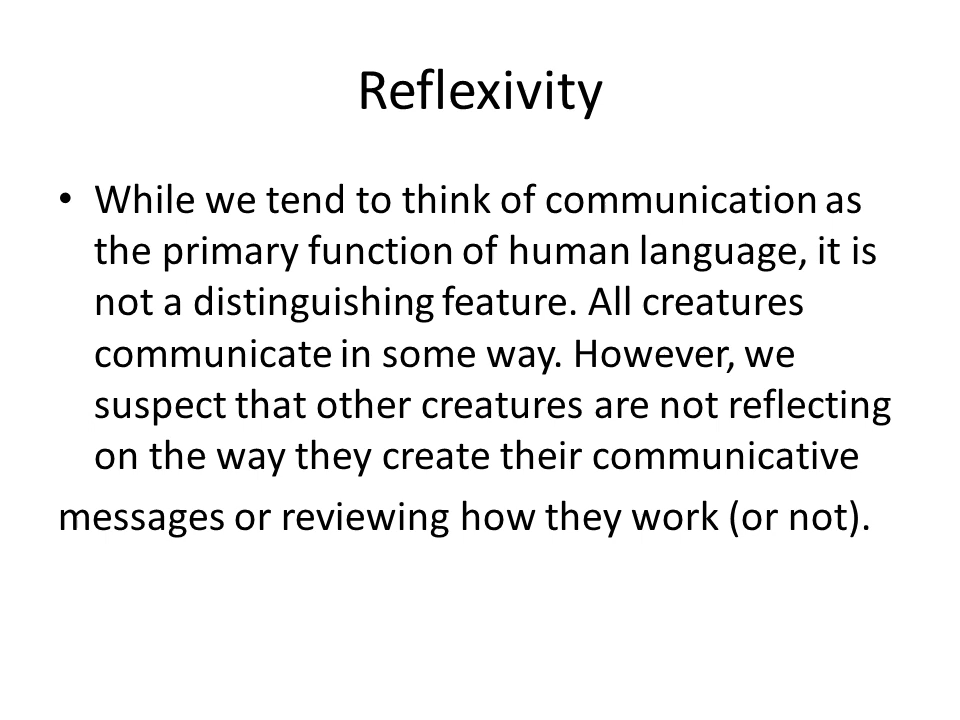 Reflexivity
• While we tend to think of communication as
the primary function of human language, it is
not a distinguishing feature. All creatures
communicate in some way. However, we
suspect that other creatures are not reflecting
on the way they create their communicative
messages or reviewing how they work (or not).